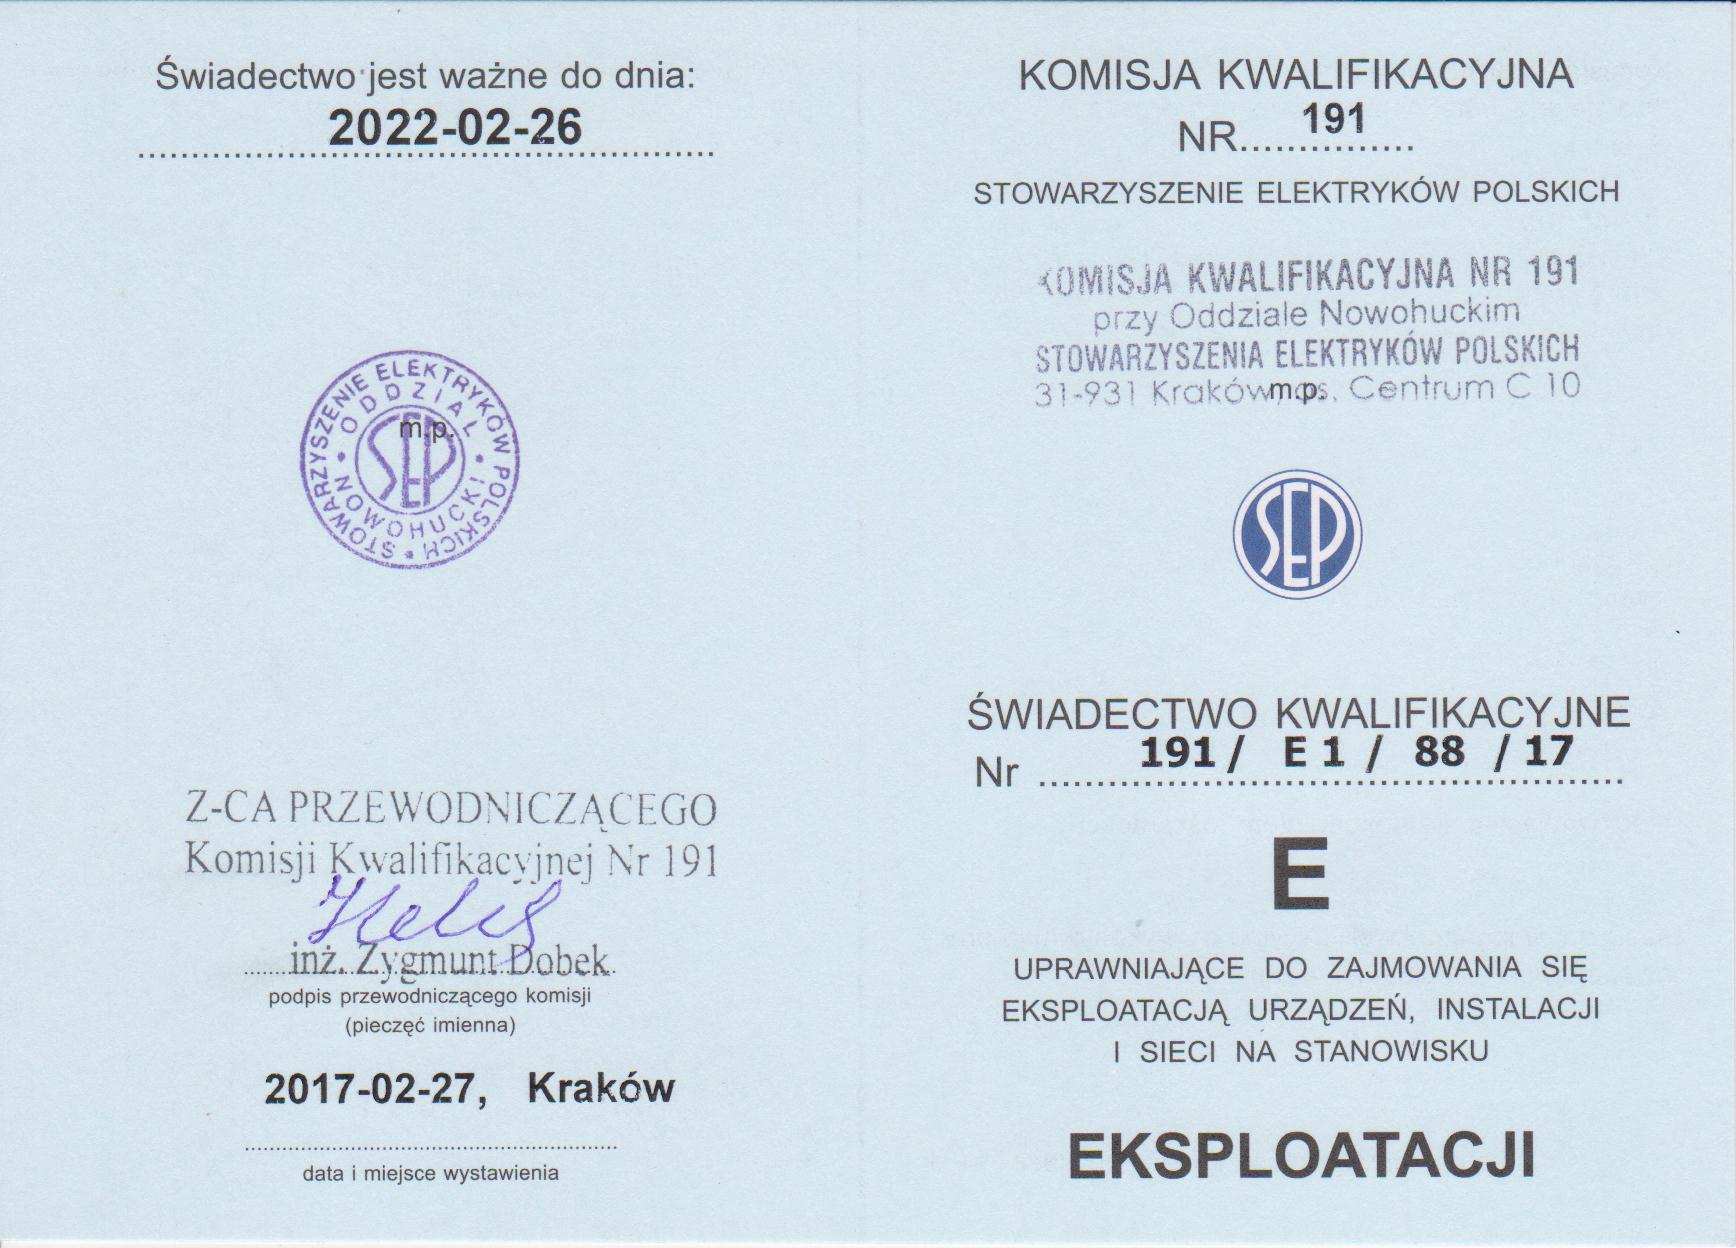 Świadectwo jest ważne do dnia:
2022-02-26
STOWARZYSZENIE ELEKTRYKÓW POLSKICH
ODDZIAŁ
NOWOHUCKI
SEP
m.p.
Z-CA PRZEWODNICZĄCEGO
Komisji Kwalifikacyjnej Nr 191
inż. Zygmunt Dobek
podpis przewodniczącego komisji
(pieczęć imienna)
2017-02-27, Kraków
data i miejsce wystawienia
KOMISJA KWALIFIKACYJNA
NR 191
STOWARZYSZENIE ELEKTRYKÓW POLSKICH
KOMISJA KWALIFIKACYJNA NR 191
przy Oddziale Nowohuckim
STOWARZYSZENIA ELEKTRYKÓW POLSKICH
31-931 Kraków, os. Centrum C 10
m.p.
SEP
ŚWIADECTWO KWALIFIKACYJNE
Nr 191/ E 1 / 88 / 17
E
UPRAWNIAJĄCE DO ZAJMOWANIA SIĘ
EKSPLOATACJĄ URZĄDZEŃ, INSTALACJI
I SIECI NA STANOWISKU
EKSPLOATACJI